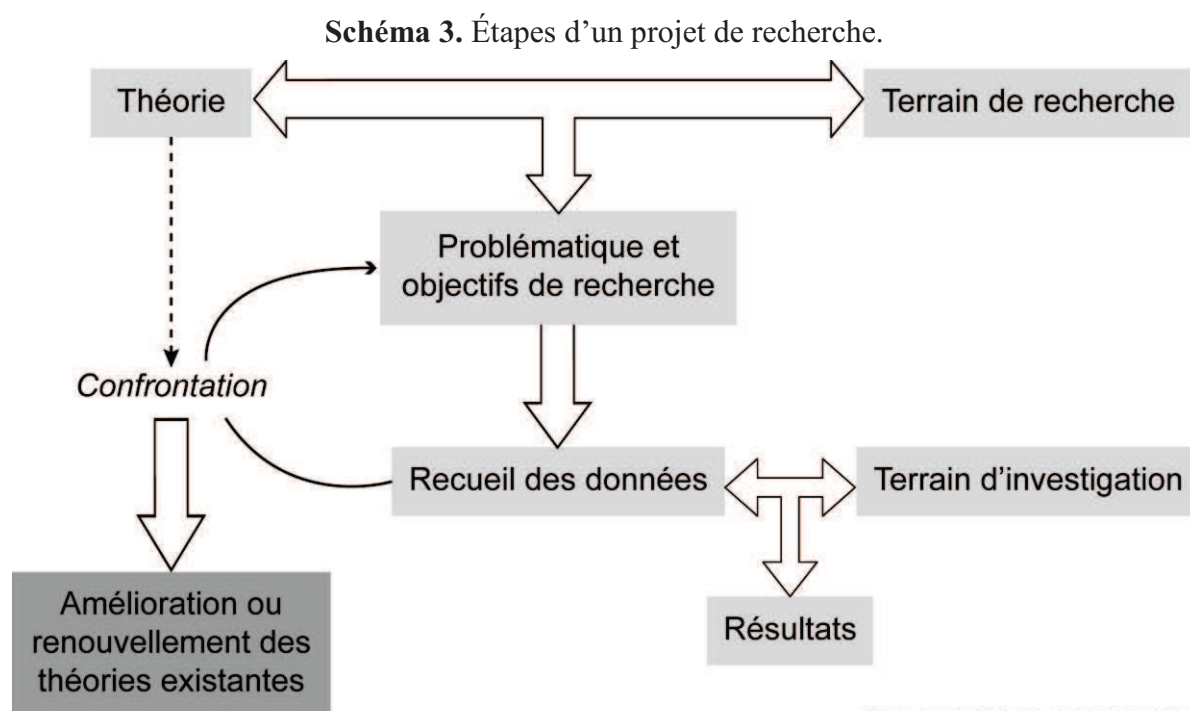 Schéma 3. Étapes d’un projet de recherche.
Théorie
Terrain de recherche
Problématique et
objectifs de recherche
Confrontation
Recueil des données
Terrain d’investigation
Amélioration ou
renouvellement des
théories existantes
Résultats